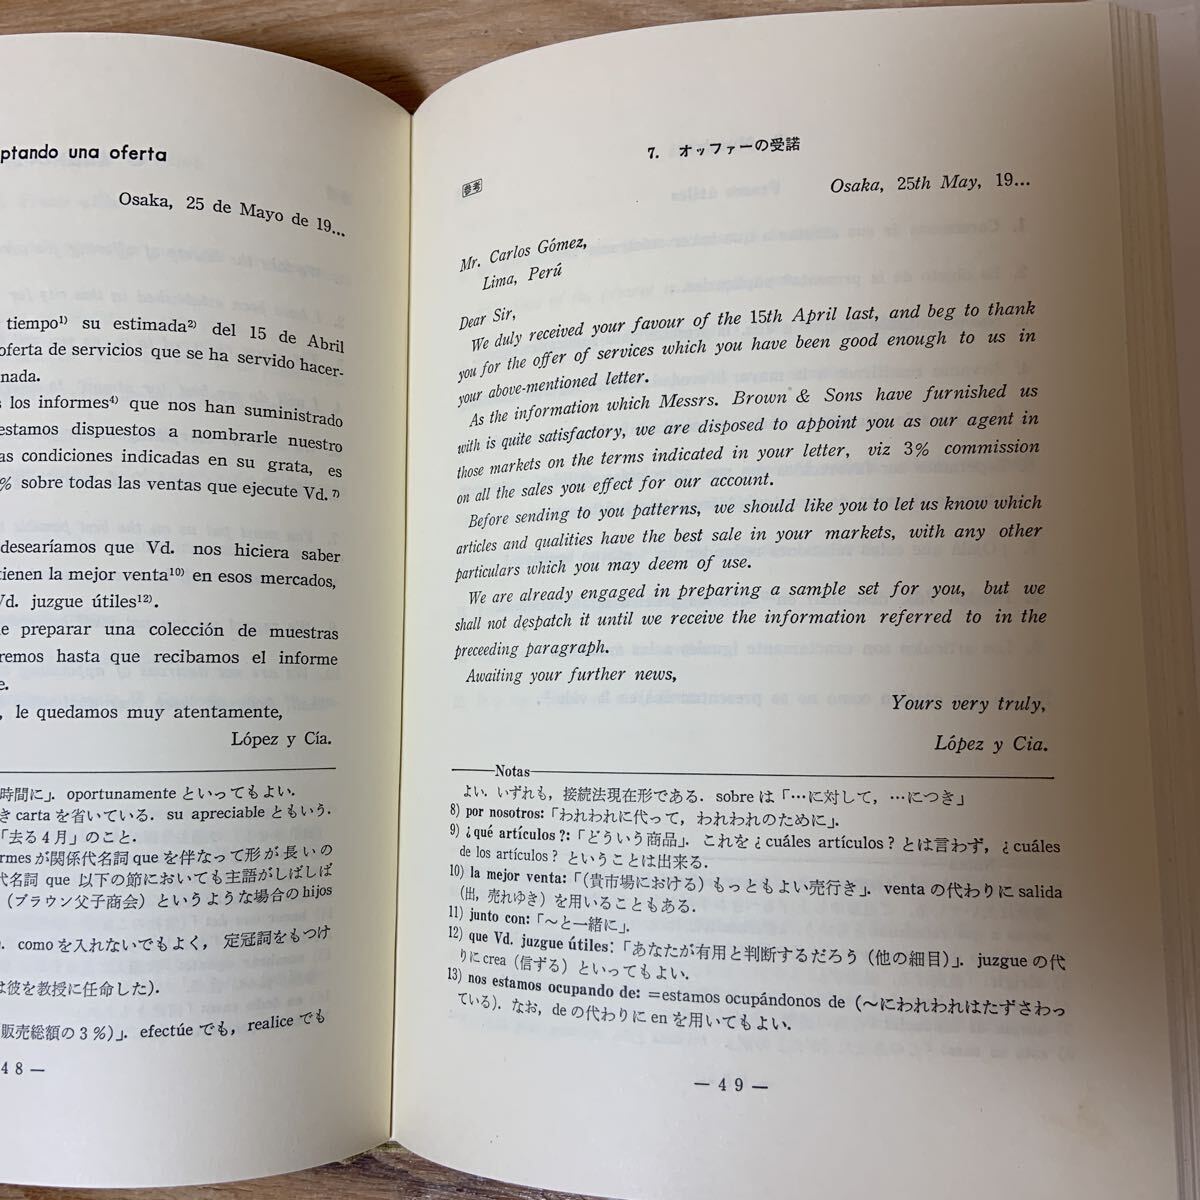 ptando una oferta
Osaka, 25 de Mayo de 19...
tiempo¹⁾ su estimada²⁾ del 15 de Abril
oferta de servicios que se ha servido hacer-
nada.
los informes⁴⁾ que nos han suministrado
estamos dispuestos a nombrarle nuestro
as condiciones indicadas en su grata, es
% sobre todas las ventas que ejecute Vd.⁷⁾
desearíamos que Vd. nos hiciera saber
tienen la mejor venta¹⁰⁾ en esos mercados,
Vd. juzgue útiles¹²⁾.
e preparar una colección de muestras
remos hasta que recibamos el informe
e.
, le quedamos muy atentamente,
López y Cía.
時間に」. oportunamente といってもよい.
き carta を省いている. su apreciable ともいう.
「去る4月」のこと.
ormes が関係代名詞 que を伴なって形が長いの
代名詞 que 以下の節においても主語がしばしば
(ブラウン父子商会) というような場合の hijos
). como を入れないでもよく, 定冠詞をもつけ
は彼を教授に任命した).
販売総額の3%)」. efectúe でも, realice でも
48 —
7. オッファーの受諾
参考
Osaka, 25th May, 19...
Mr. Carlos Gómez,
Lima, Perú
Dear Sir,
We duly received your favour of the 15th April last, and beg to thank
you for the offer of services which you have been good enough to us in
your above-mentioned letter.
As the information which Messrs. Brown & Sons have furnished us
with is quite satisfactory, we are disposed to appoint you as our agent in
those markets on the terms indicated in your letter, viz 3% commission
on all the sales you effect for our account.
Before sending to you patterns, we should like you to let us know which
articles and qualities have the best sale in your markets, with any other
particulars which you may deem of use.
We are already engaged in preparing a sample set for you, but we
shall not despatch it until we receive the information referred to in the
preceeding paragraph.
Awaiting your further news,
Yours very truly,
López y Cia.
Notas
よい. いずれも, 接続法現在形である. sobre は「…に対して, …につき」
8) por nosotros:「われわれに代って, われわれのために」.
9) ¿qué artículos?:「どういう商品」. これを ¿cuáles artículos? とは言わず, ¿cuáles
de los artículos? ということは出来る.
10) la mejor venta:「(貴市場における) もっともよい売行き」. venta の代わりに salida
(出, 売れゆき) を用いることもある.
11) junto con:「〜と一緒に」.
12) que Vd. juzgue útiles:「あなたが有用と判断するだろう (他の細目)」. juzgue の代
りに crea (信ずる) といってもよい.
13) nos estamos ocupando de: =estamos ocupándonos de (〜にわれわれはたずさわっ
ている). なお, de の代わりに en を用いてもよい.
— 49 —